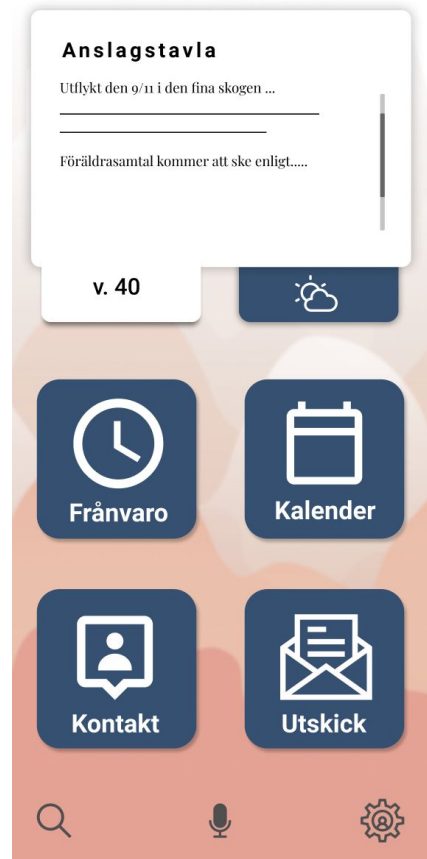 Anslagstavla
Utflykt den 9/11 i den fina skogen ...
Föräldrasamtal kommer att ske enligt.....
v. 40
Frånvaro
Kalender
Kontakt
Utskick